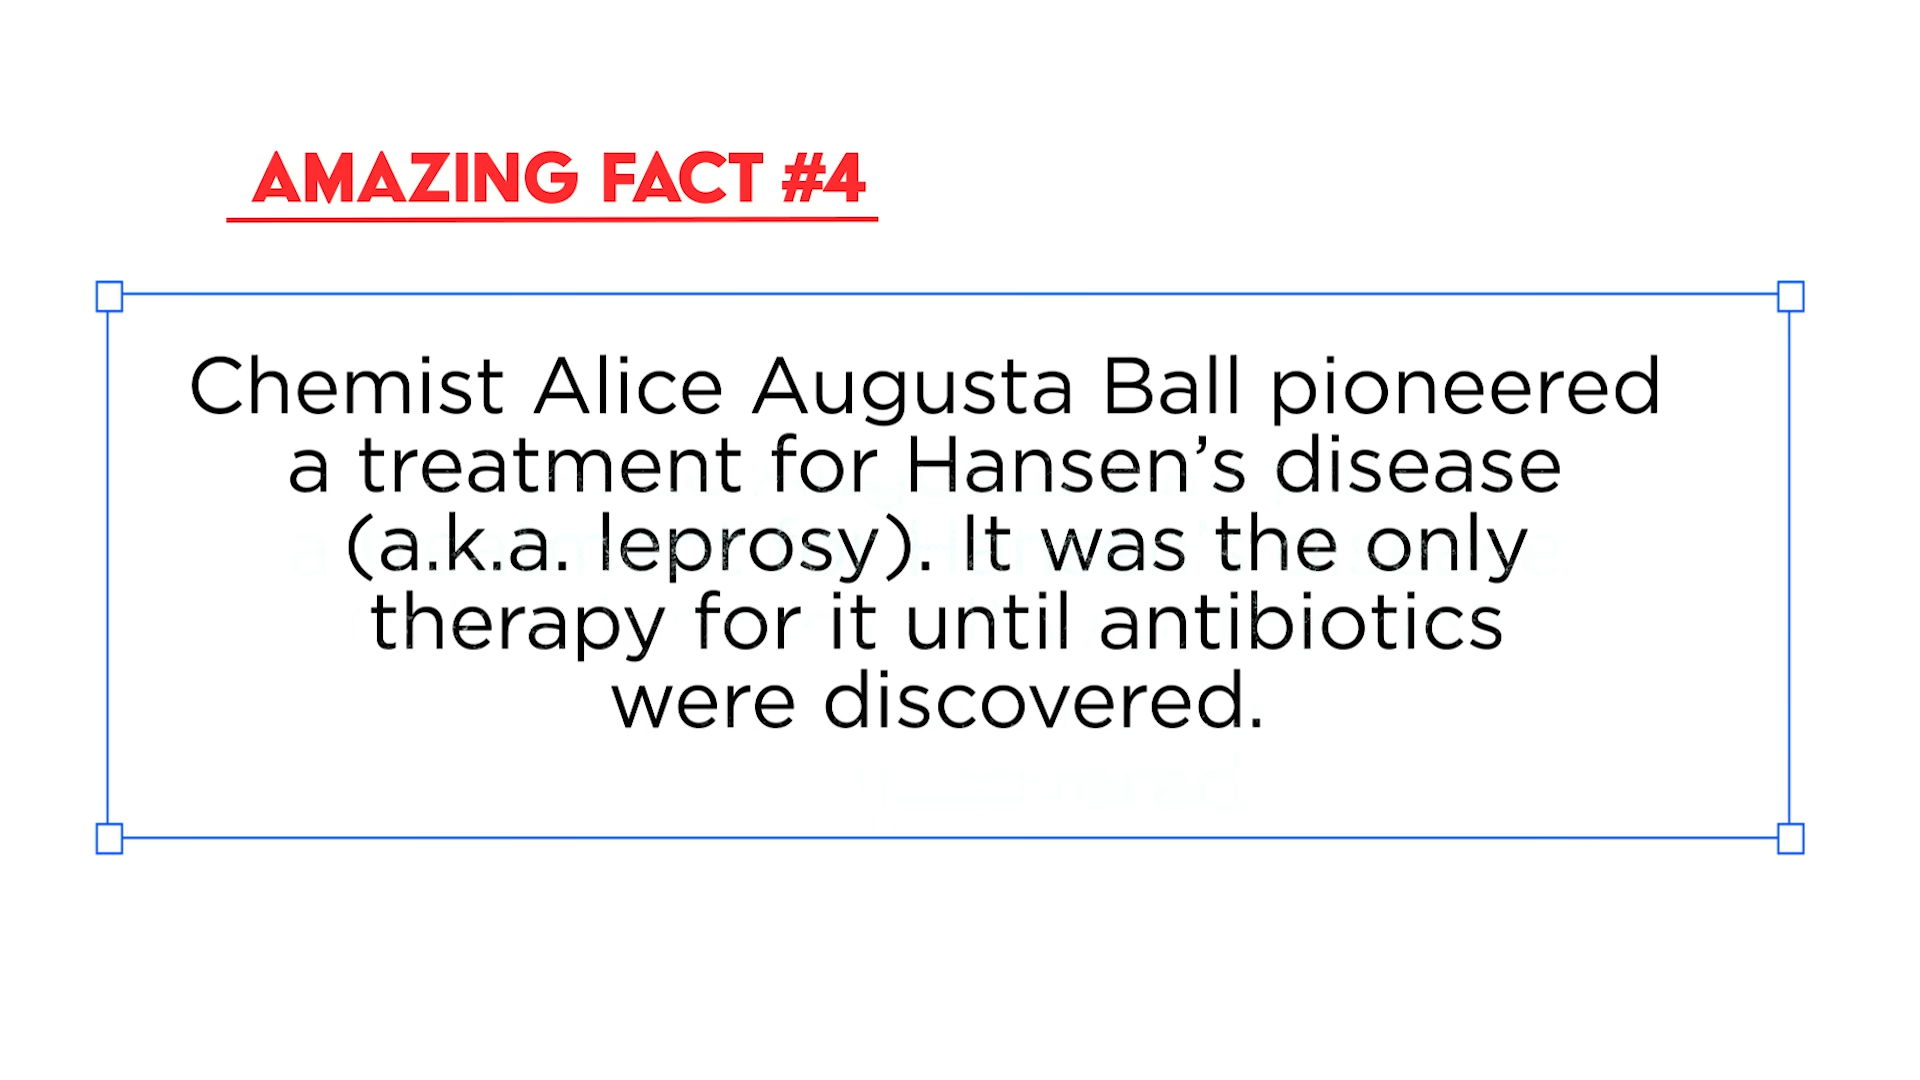 AMAZING FACT #4
Chemist Alice Augusta Ball pioneered
a treatment for Hansen’s disease
(a.k.a. leprosy). It was the only
therapy for it until antibiotics
were discovered.